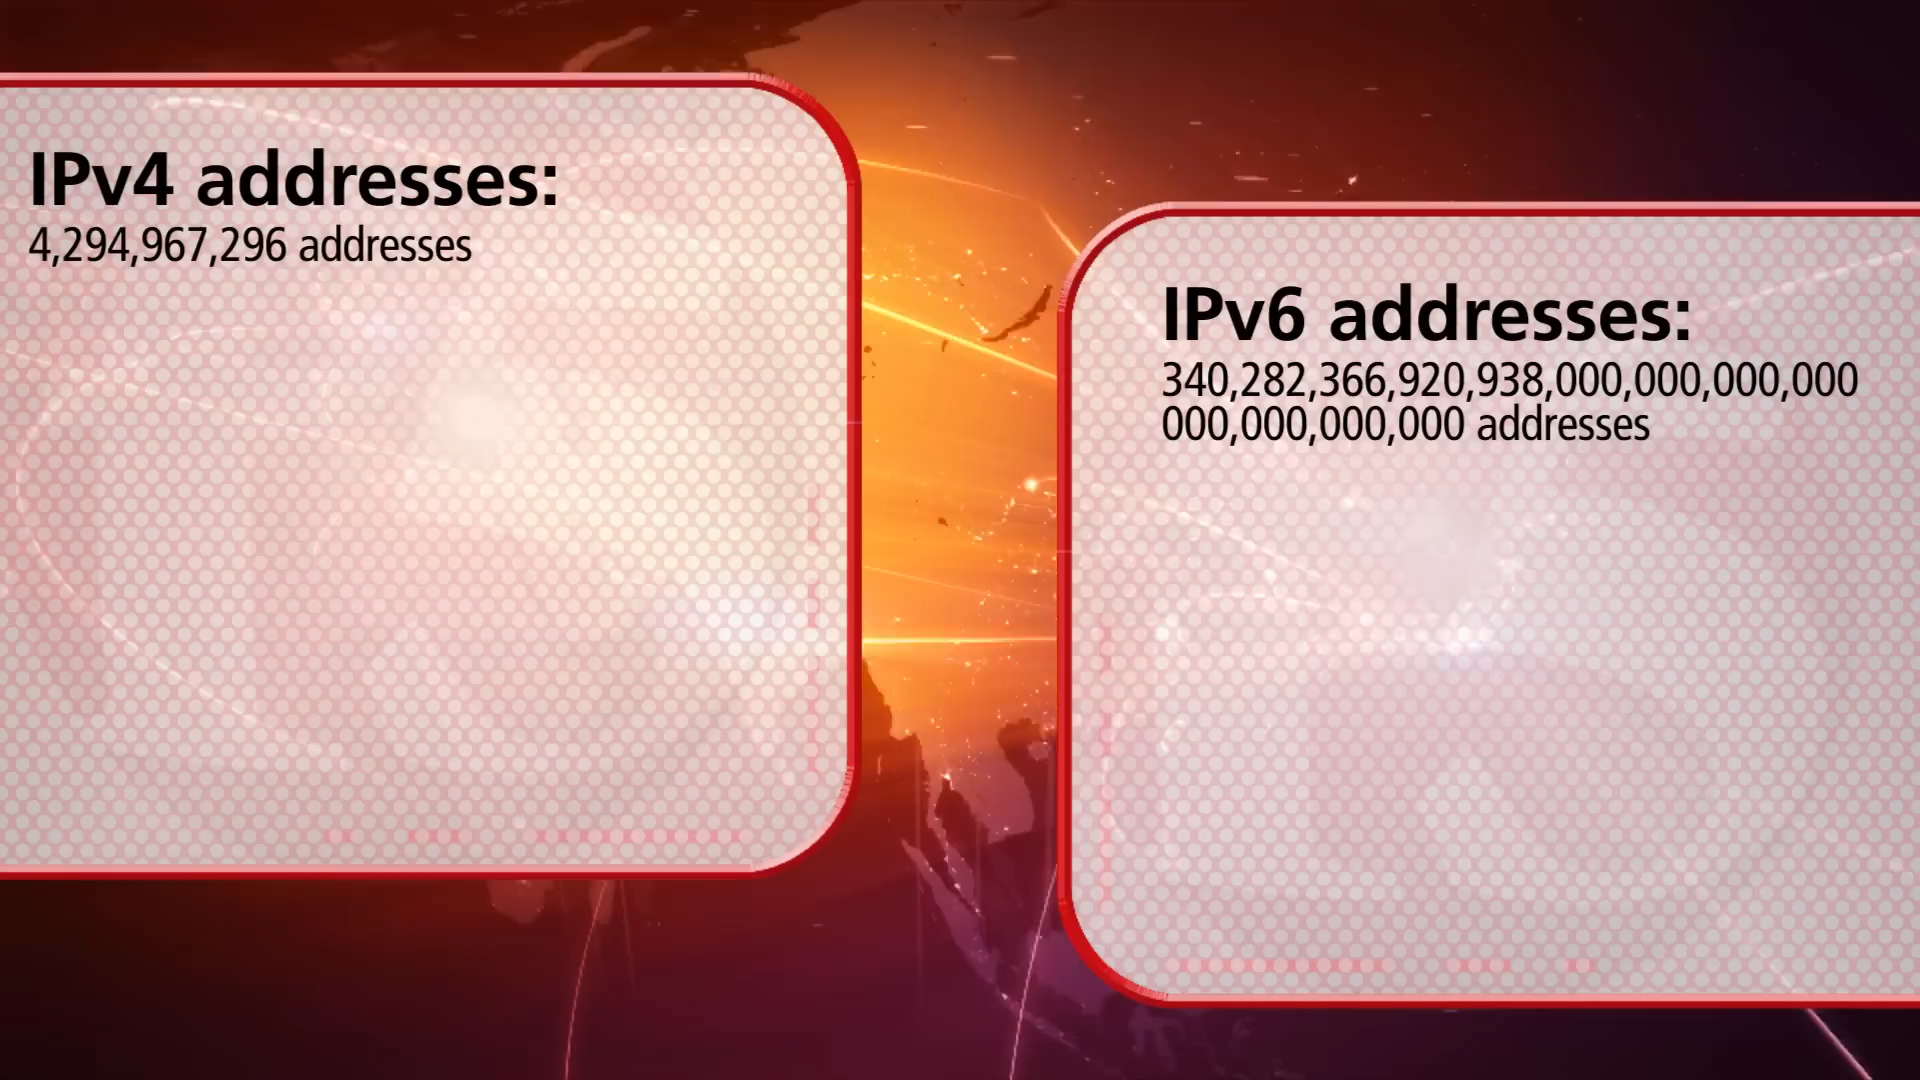 IPv4 addresses:
4,294,967,296 addresses
IPv6 addresses:
340,282,366,920,938,000,000,000,000
000,000,000,000 addresses